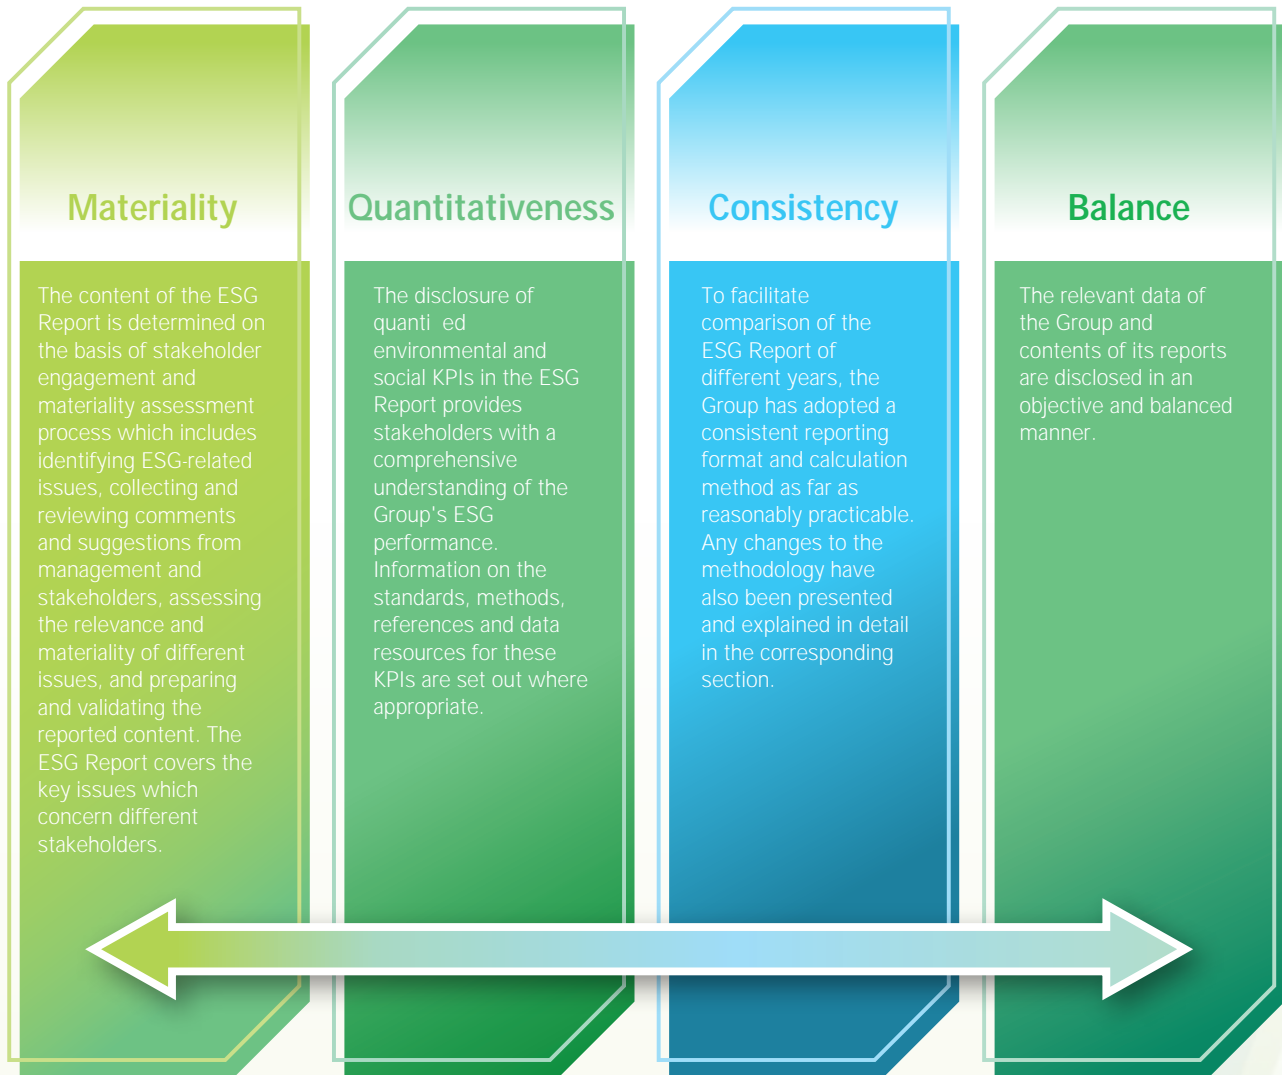 Materiality
The content of the ESG
Report is determined on
the basis of stakeholder
engagement and
materiality assessment
process which includes
identifying ESG-related
issues, collecting and
reviewing comments
and suggestions from
management and
stakeholders, assessing
the relevance and
materiality of different
issues, and preparing
and validating the
reported content. The
ESG Report covers the
key issues which
concern different
stakeholders.
Quantitativeness
The disclosure of
quanti ed
environmental and
social KPIs in the ESG
Report provides
stakeholders with a
comprehensive
understanding of the
Group's ESG
performance.
Information on the
standards, methods,
references and data
resources for these
KPIs are set out where
appropriate.
Consistency
To facilitate
comparison of the
ESG Report of
different years, the
Group has adopted a
consistent reporting
format and calculation
method as far as
reasonably practicable.
Any changes to the
methodology have
also been presented
and explained in detail
in the corresponding
section.
Balance
The relevant data of
the Group and
contents of its reports
are disclosed in an
objective and balanced
manner.